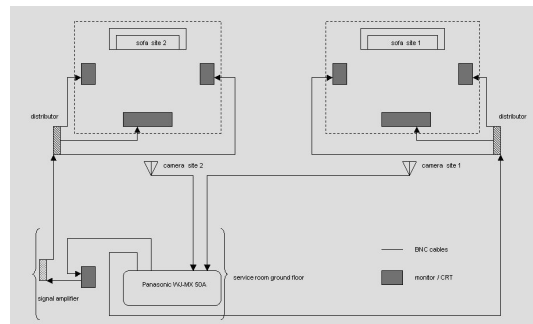 sofa  site 2
sofa  site 1
distributor
distributor
camera  site 2
camera  site 1
BNC cables
monitor / CRT
service room ground floor
Panasonic WJ-MX 50A
signal amplifier